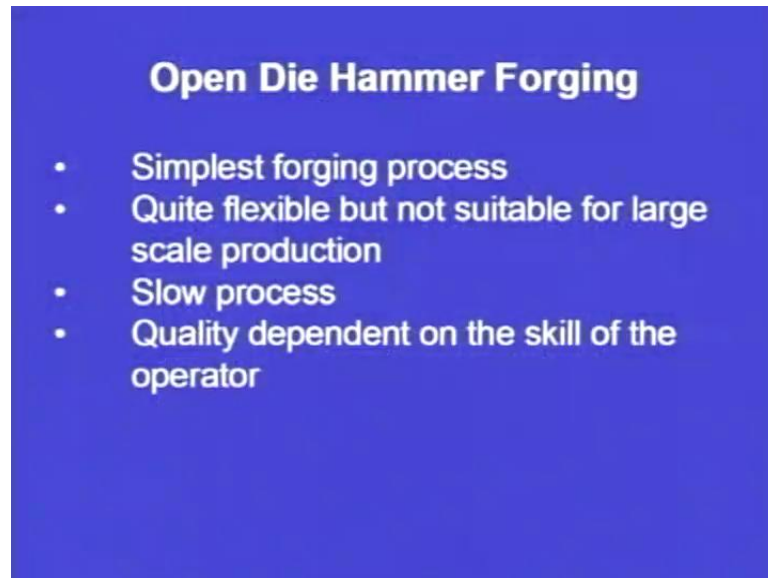 Open Die Hammer Forging
• Simplest forging process
• Quite flexible but not suitable for large
scale production
• Slow process
• Quality dependent on the skill of the
operator